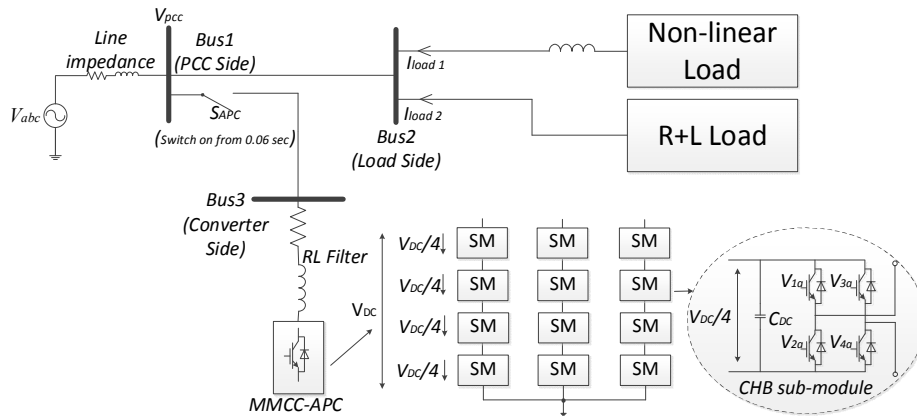 Vpcc
Line
impedance
Vabc
Bus1
(PCC Side)
SAPC
(Switch on from 0.06 sec)
Bus2
(Load Side)
Iload 1
Iload 2
Non-linear
Load
R+L Load
Bus3
(Converter
Side)
RL Filter
MMCC-APC
VDC
VDC/4
SM SM SM
VDC/4
SM SM SM
VDC/4
SM SM SM
VDC/4
SM SM SM
VDC/4
CDC
V1a
V3a
V2a
V4a
CHB sub-module